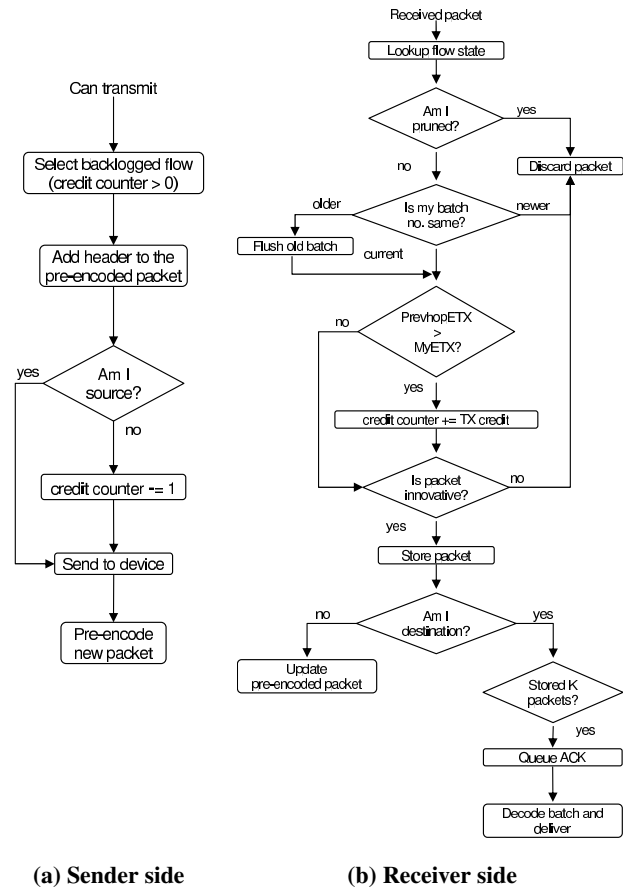 Can transmit
Select backlogged flow
(credit counter > 0)
Add header to the
pre-encoded packet
Am I
source?
yes
no
credit counter -= 1
Send to device
Pre-encode
new packet
(a) Sender side
Received packet
Lookup flow state
Am I
pruned?
yes
no
Discard packet
Is my batch
no. same?
older
newer
Flush old batch
current
PrevhopETX
>
MyETX?
no
yes
credit counter += TX credit
Is packet
innovative?
no
yes
Store packet
Am I
destination?
no
yes
Update
pre-encoded packet
Stored K
packets?
yes
Queue ACK
Decode batch and
deliver
(b) Receiver side